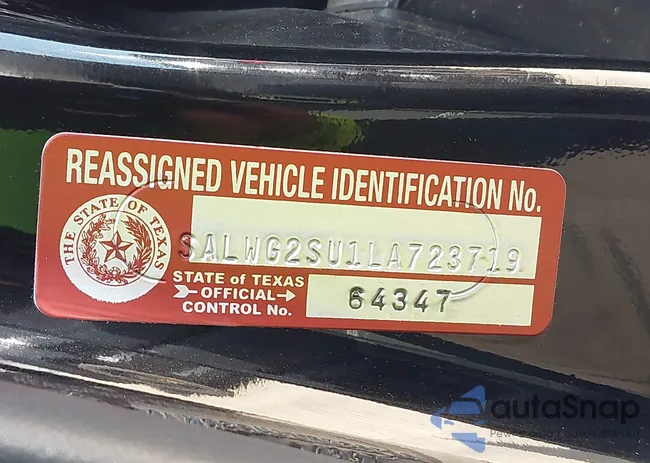 REASSIGNED VEHICLE IDENTIFICATION No.
THE STATE OF TEXAS
SALWG2SU1LA723719
STATE of TEXAS
OFFICIAL
CONTROL No.
64347
autoSnap